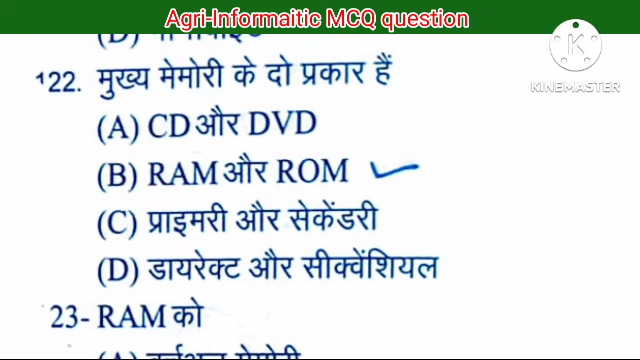 Agri-Informaitic MCQ question
K
KINEMASTER
122. मुख्य मेमोरी के दो प्रकार हैं
(A) CD और DVD
(B) RAM और ROM
(C) प्राइमरी और सेकेंडरी
(D) डायरेक्ट और सीक्वेंशियल
23- RAM को